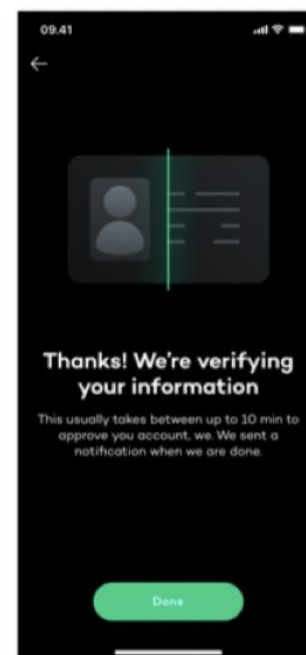 09.41
Thanks! We're verifying
your information
This usually takes between up to 10 min to
approve you account, we. We sent a
notification when we are done.
Done